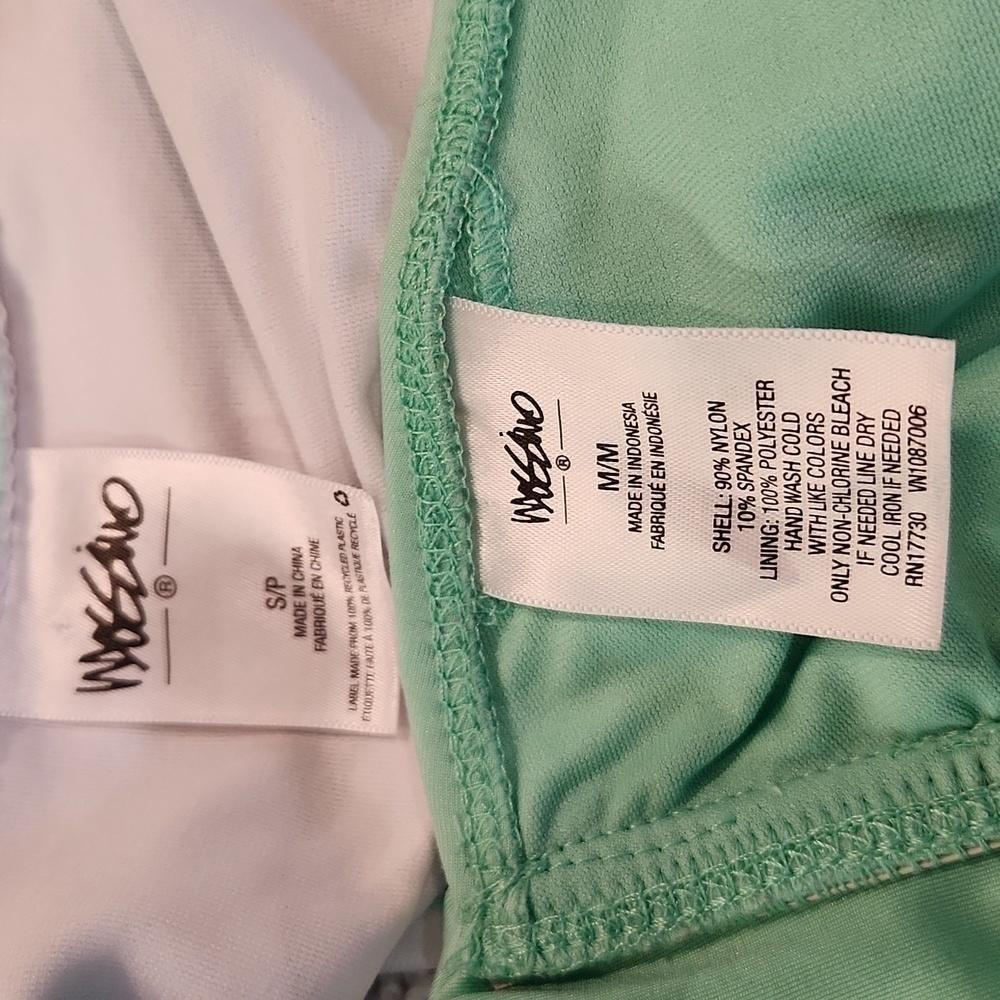 MOSSIMO
®
S/P
MADE IN CHINA
FABRIQUÉ EN CHINE
LABEL MADE FROM 100% RECYCLED PLASTIC
ÉTIQUETTE FAITE À 100% DE PLASTIQUE RECYCLÉ
MOSSIMO
®
M/M
MADE IN INDONESIA
FABRIQUÉ EN INDONÉSIE
SHELL: 90% NYLON
10% SPANDEX
LINING: 100% POLYESTER
HAND WASH COLD
WITH LIKE COLORS
ONLY NON-CHLORINE BLEACH
IF NEEDED LINE DRY
COOL IRON IF NEEDED
RN17730 VN1087006